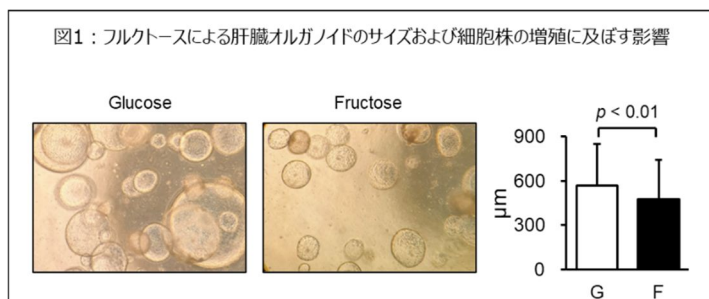 図1：フルクトースによる肝臓オルガノイドのサイズおよび細胞株の増殖に及ぼす影響
Glucose
Fructose
p < 0.01
900
600
300
0
μm
G
F